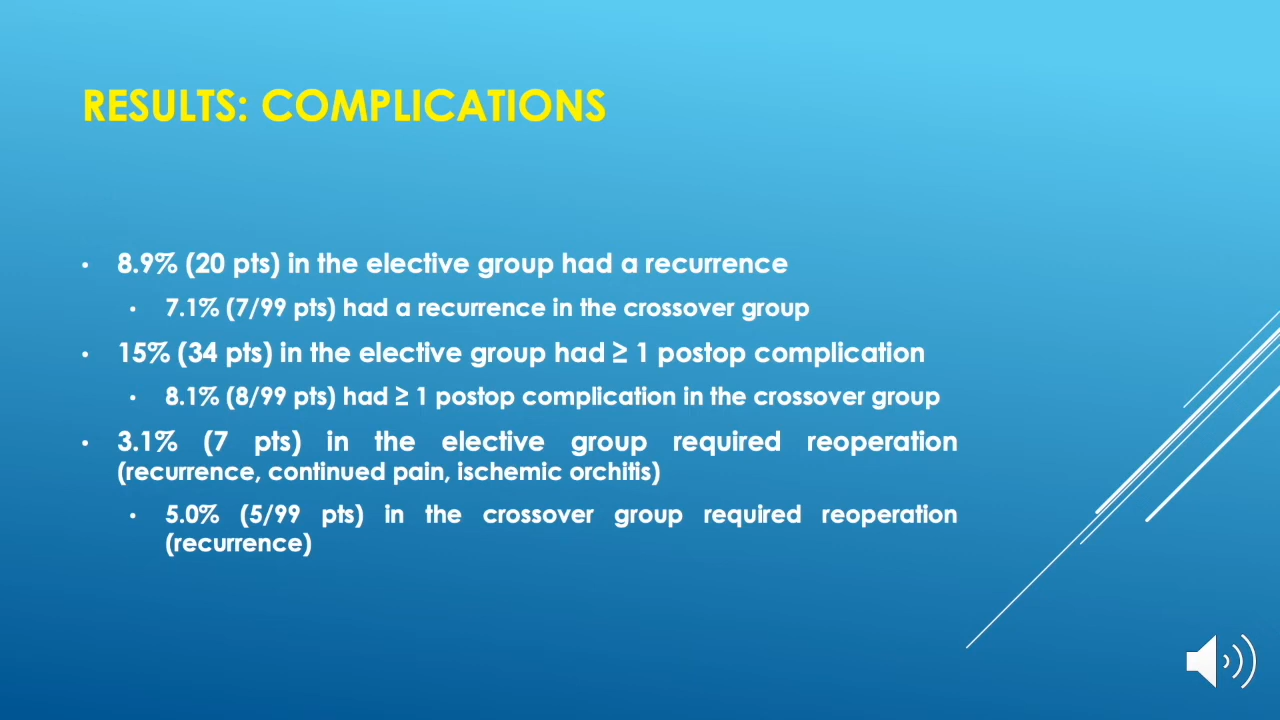 RESULTS: COMPLICATIONS
• 8.9% (20 pts) in the elective group had a recurrence
• 7.1% (7/99 pts) had a recurrence in the crossover group
• 15% (34 pts) in the elective group had ≥ 1 postop complication
• 8.1% (8/99 pts) had ≥ 1 postop complication in the crossover group
• 3.1% (7 pts) in the elective group required reoperation
(recurrence, continued pain, ischemic orchitis)
• 5.0% (5/99 pts) in the crossover group required reoperation
(recurrence)